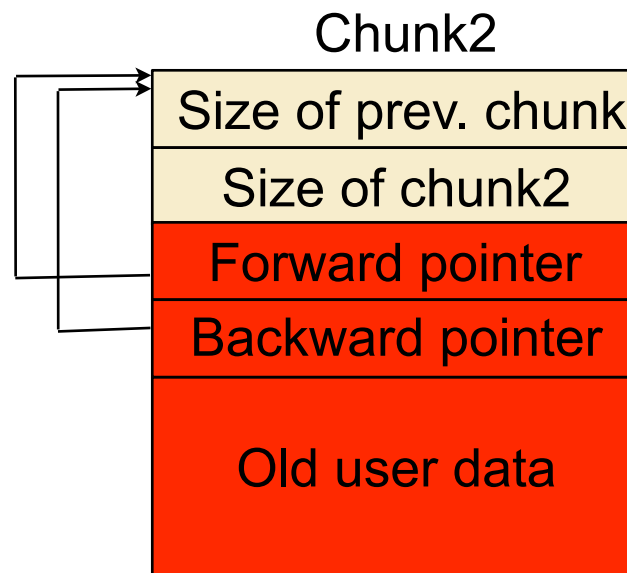 Chunk2
Size of prev. chunk
Size of chunk2
Forward pointer
Backward pointer
Old user data